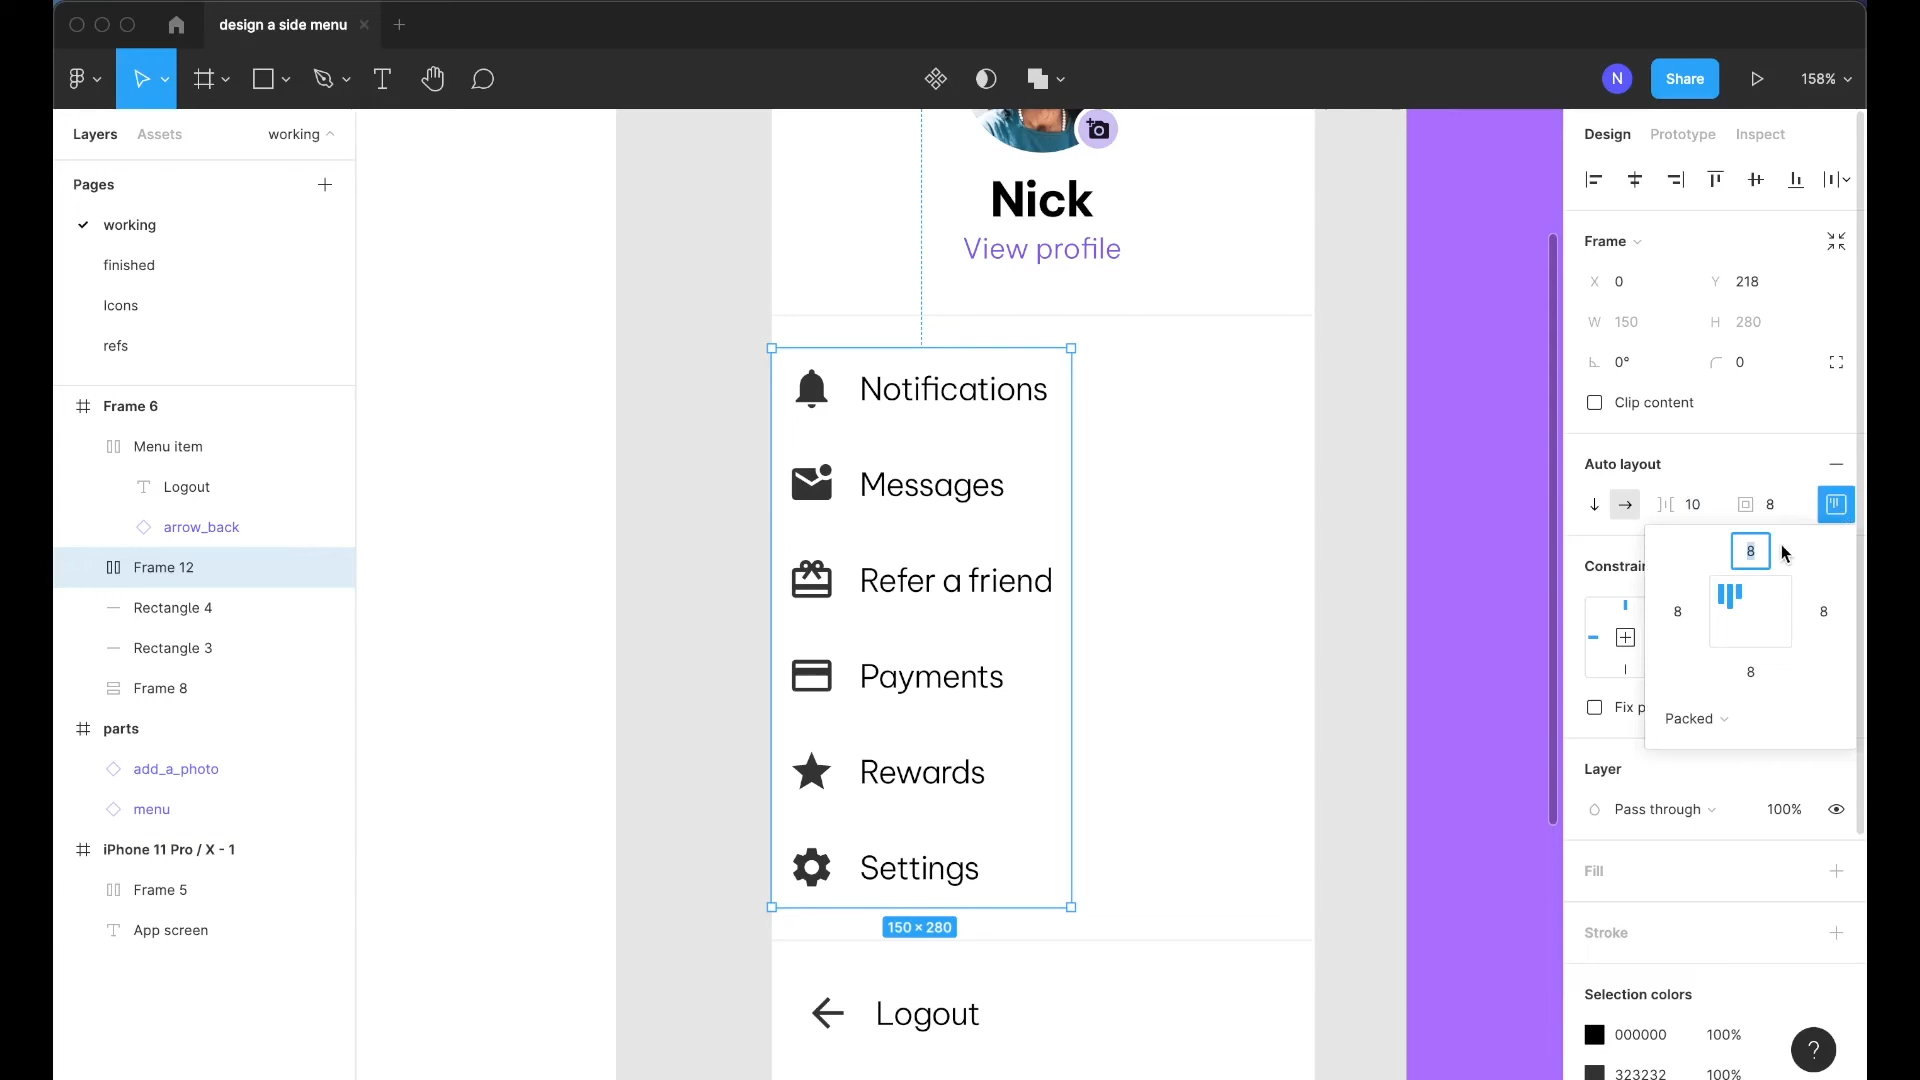 design a side menu
N
Share
158%
Layers
Assets
working
Pages
working
finished
Icons
refs
Frame 6
Menu item
Logout
arrow_back
Frame 12
Rectangle 4
Rectangle 3
Frame 8
parts
add_a_photo
menu
iPhone 11 Pro / X - 1
Frame 5
App screen
Nick
View profile
Notifications
Messages
Refer a friend
Payments
Rewards
Settings
150 × 280
Logout
Design
Prototype
Inspect
Frame
X 0
Y 218
W 150
H 280
0°
0
Clip content
Auto layout
10
8
8
8
8
8
Packed
Constrain
Fix p
Layer
Pass through
100%
Fill
Stroke
Selection colors
000000 100%
323232 100%
?